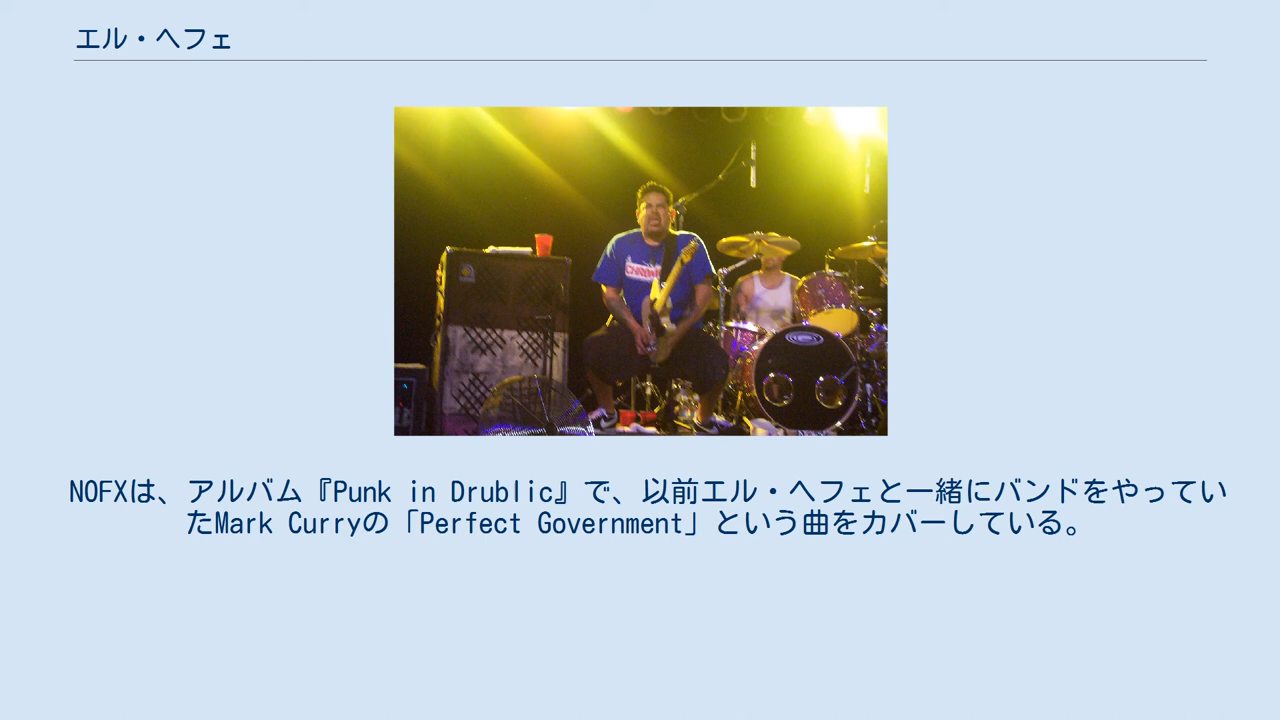 エル・ヘフェ
NOFXは、アルバム『Punk in Drublic』で、以前エル・ヘフェと一緒にバンドをやってい
たMark Curryの「Perfect Government」という曲をカバーしている。